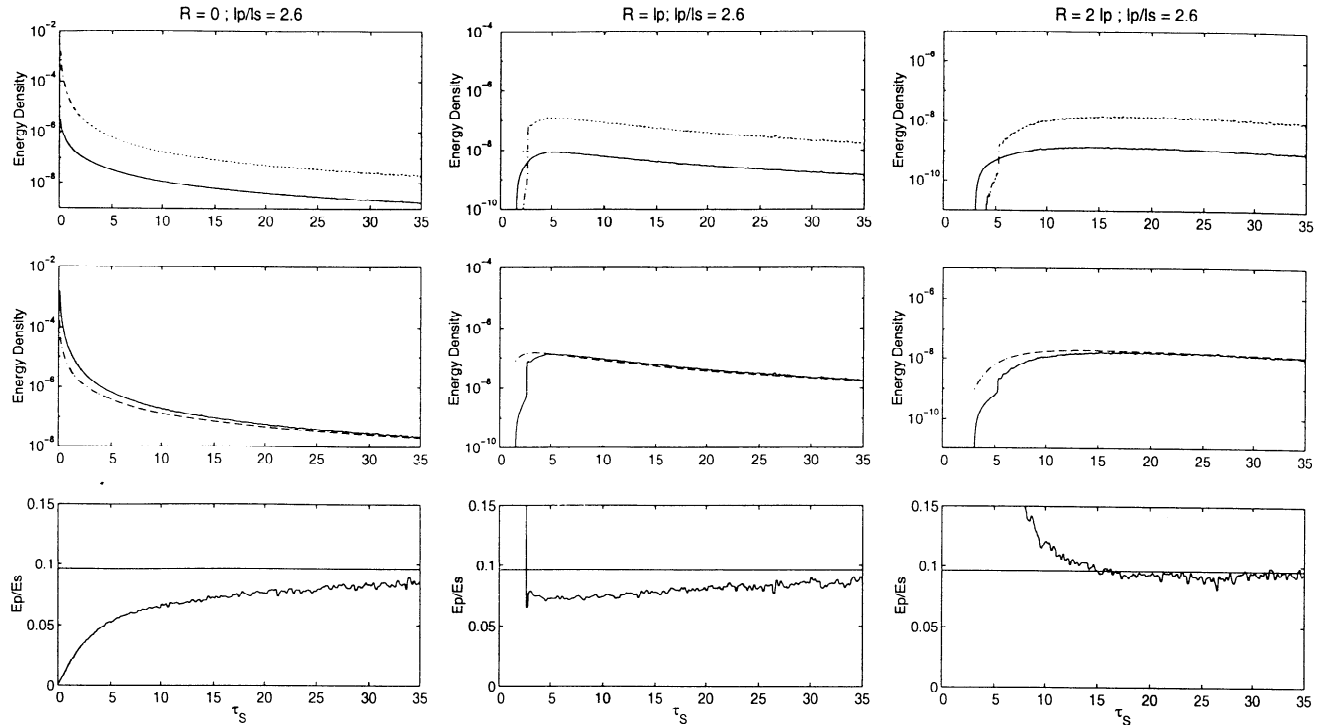 R = 0 ; lp/ls = 2.6
R = lp; lp/ls = 2.6
R = 2 lp ; lp/ls = 2.6
Energy Density
10⁻²
10⁻⁴
10⁻⁶
10⁻⁸
0 5 10 15 20 25 30 35
Energy Density
10⁻⁴
10⁻⁶
10⁻⁸
10⁻¹⁰
0 5 10 15 20 25 30 35
Energy Density
10⁻⁶
10⁻⁸
10⁻¹⁰
0 5 10 15 20 25 30 35
Energy Density
10⁻²
10⁻⁴
10⁻⁶
10⁻⁸
0 5 10 15 20 25 30 35
Energy Density
10⁻⁴
10⁻⁶
10⁻⁸
10⁻¹⁰
0 5 10 15 20 25 30 35
Energy Density
10⁻⁶
10⁻⁸
10⁻¹⁰
0 5 10 15 20 25 30 35
Ep/Es
0.15
0.1
0.05
0
0 5 10 15 20 25 30 35
τS
Ep/Es
0.15
0.1
0.05
0
0 5 10 15 20 25 30 35
τS
Ep/Es
0.15
0.1
0.05
0
0 5 10 15 20 25 30 35
τS